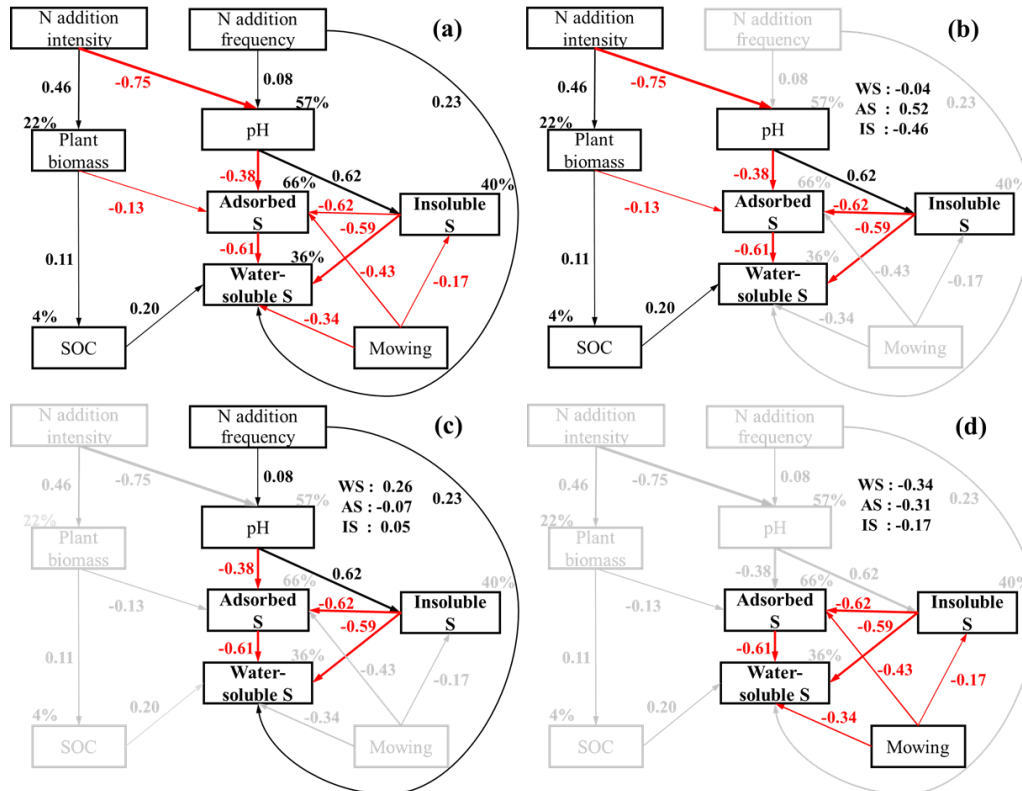 N addition
intensity
N addition
frequency
(a)
0.46
-0.75
0.08
0.23
57%
pH
22%
Plant
biomass
-0.38
0.62
66%
40%
-0.13
Adsorbed
S
-0.62
Insoluble
S
-0.59
-0.61
36%
Water-
soluble S
-0.43
-0.17
0.11
0.20
-0.34
4%
SOC
Mowing
N addition
intensity
N addition
frequency
(b)
0.46
-0.75
0.08
WS : -0.04
AS : 0.52
IS : -0.46
0.23
57%
pH
22%
Plant
biomass
-0.38
0.62
66%
40%
-0.13
Adsorbed
S
-0.62
Insoluble
S
-0.59
-0.61
36%
Water-
soluble S
-0.43
-0.17
0.11
0.20
-0.34
4%
SOC
Mowing
N addition
intensity
N addition
frequency
(c)
0.46
-0.75
0.08
WS : 0.26
AS : -0.07
IS : 0.05
0.23
57%
pH
22%
Plant
biomass
-0.38
0.62
66%
40%
-0.13
Adsorbed
S
-0.62
Insoluble
S
-0.59
-0.61
36%
Water-
soluble S
-0.43
-0.17
0.11
0.20
-0.34
4%
SOC
Mowing
N addition
intensity
N addition
frequency
(d)
0.46
-0.75
0.08
WS : -0.34
AS : -0.31
IS : -0.17
0.23
57%
pH
22%
Plant
biomass
-0.38
0.62
66%
40%
-0.13
Adsorbed
S
-0.62
Insoluble
S
-0.59
-0.61
36%
Water-
soluble S
-0.43
-0.17
0.11
0.20
-0.34
4%
SOC
Mowing